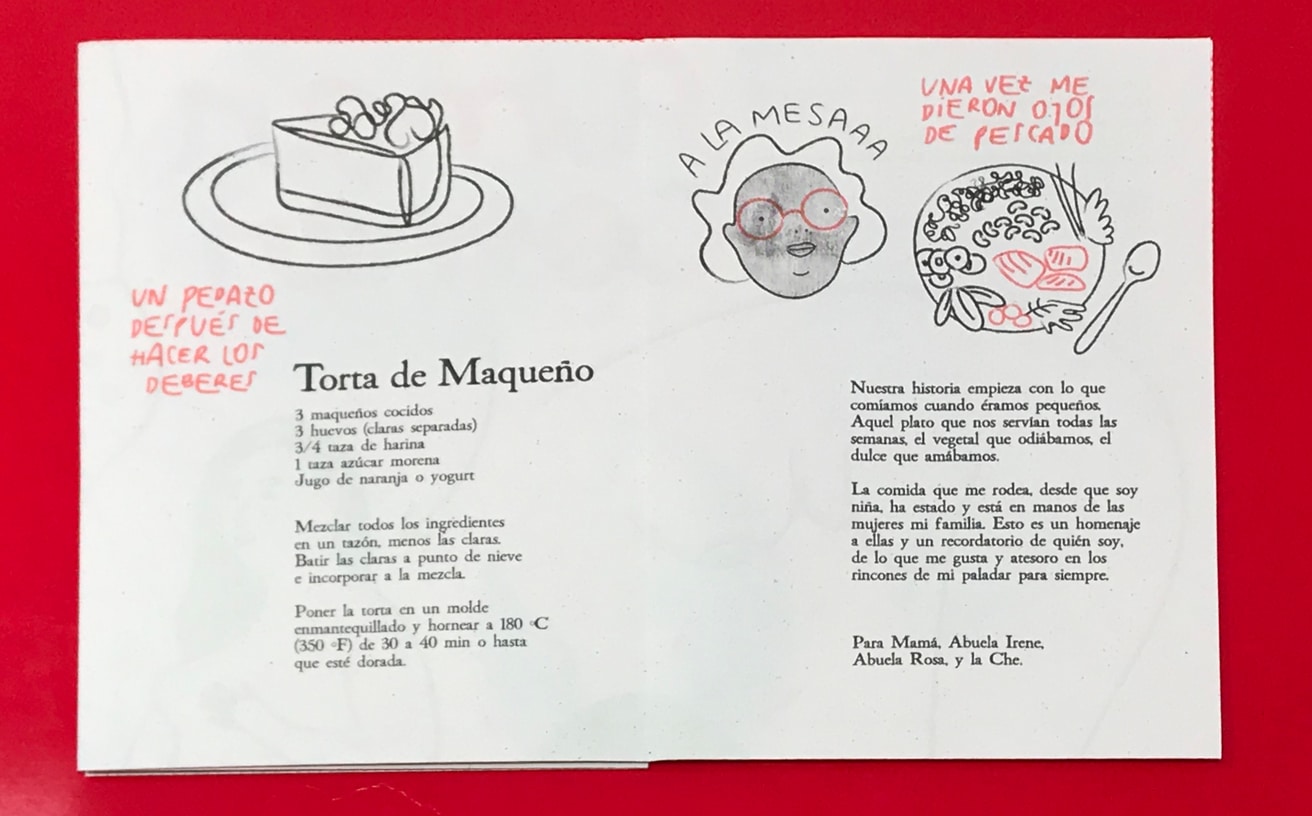 UN PEDAZO
DESPUÉS DE
HACER LOS
DEBERES
Torta de Maqueño
3 maqueños cocidos
3 huevos (claras separadas)
3/4 taza de harina
1 taza azúcar morena
Jugo de naranja o yogurt
Mezclar todos los ingredientes
en un tazón, menos las claras.
Batir las claras a punto de nieve
e incorporar a la mezcla.
Poner la torta en un molde
enmantequillado y hornear a 180 °C
(350 °F) de 30 a 40 min o hasta
que esté dorada.
A LA MESAAA
UNA VEZ ME
DIERON OJOS
DE PESCADO
Nuestra historia empieza con lo que
comíamos cuando éramos pequeños.
Aquel plato que nos servían todas las
semanas, el vegetal que odiábamos, el
dulce que amábamos.
La comida que me rodea, desde que soy
niña, ha estado y está en manos de las
mujeres mi familia. Esto es un homenaje
a ellas y un recordatorio de quién soy,
de lo que me gusta y atesoro en los
rincones de mi paladar para siempre.
Para Mamá, Abuela Irene,
Abuela Rosa, y la Che.